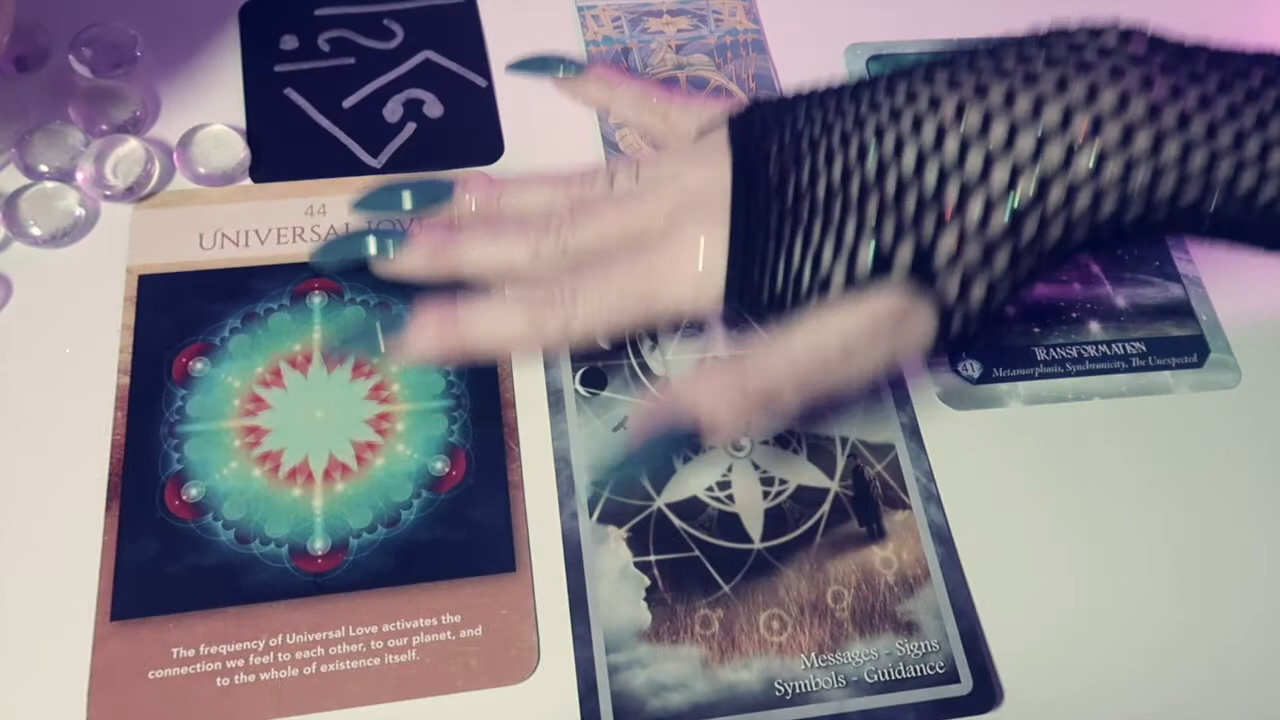 44
UNIVERSAL LOVE
The frequency of Universal Love activates the
connection we feel to each other, to our planet, and
to the whole of existence itself.
Messages - Signs
Symbols - Guidance
TRANSFORMATION
41
Metamorphosis, Synchronicity, The Unexpected